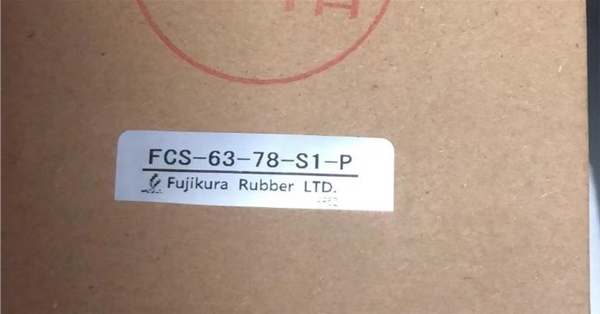 FCS-63-78-S1-P
Fujikura Rubber LTD.